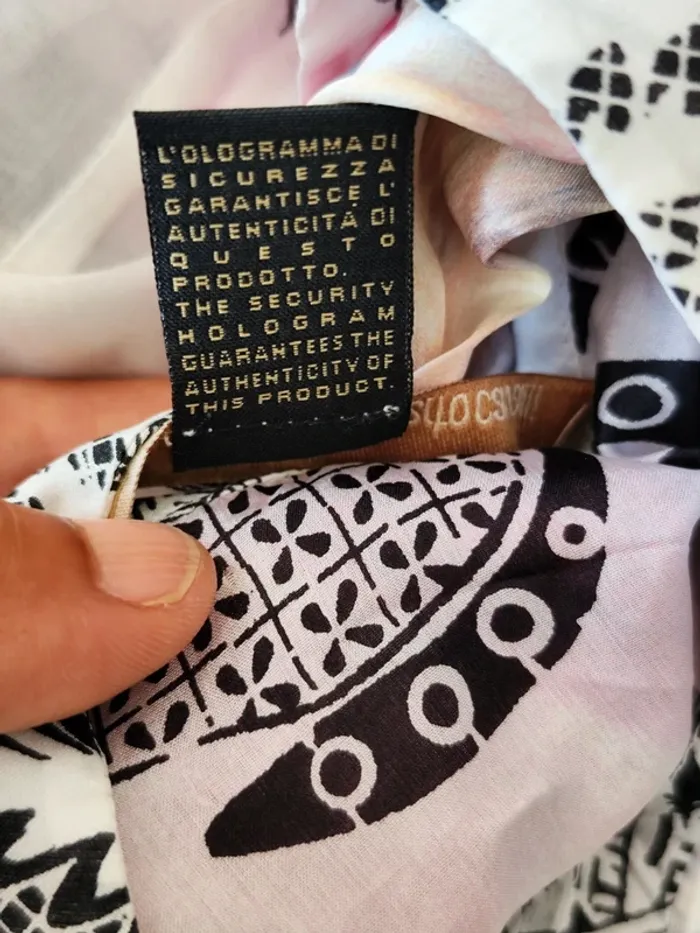 L'OLOGRAMMA DI
SICUREZZA
GARANTISCE L'
AUTENTICITÀ DI
QUESTO
PRODOTTO.
THE SECURITY
HOLOGRAM
GUARANTEES THE
AUTHENTICITY OF
THIS PRODUCT.